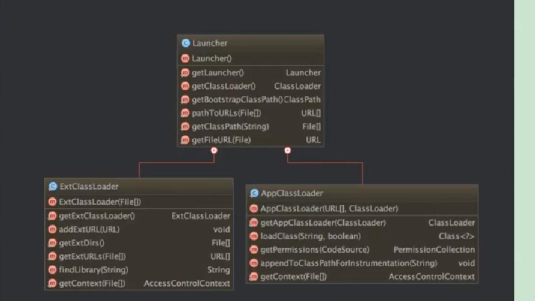 Launcher
Launcher()
getLauncher() Launcher
getClassLoader() ClassLoader
getBootstrapClassPath() ClassPath
pathToURLs(File[]) URL[]
getClassPath(String) File[]
getFileURL(File) URL
ExtClassLoader
ExtClassLoader(File[])
getExtClassLoader() ExtClassLoader
addExtURL(URL) void
getExtDirs() File[]
getExtURLs(File[]) URL[]
findLibrary(String) String
getContext(File[]) AccessControlContext
AppClassLoader
AppClassLoader(URL[], ClassLoader)
getAppClassLoader(ClassLoader) ClassLoader
loadClass(String, boolean) Class<?>
getPermissions(CodeSource) PermissionCollection
appendToClassPathForInstrumentation(String) void
getContext(File[]) AccessControlContext